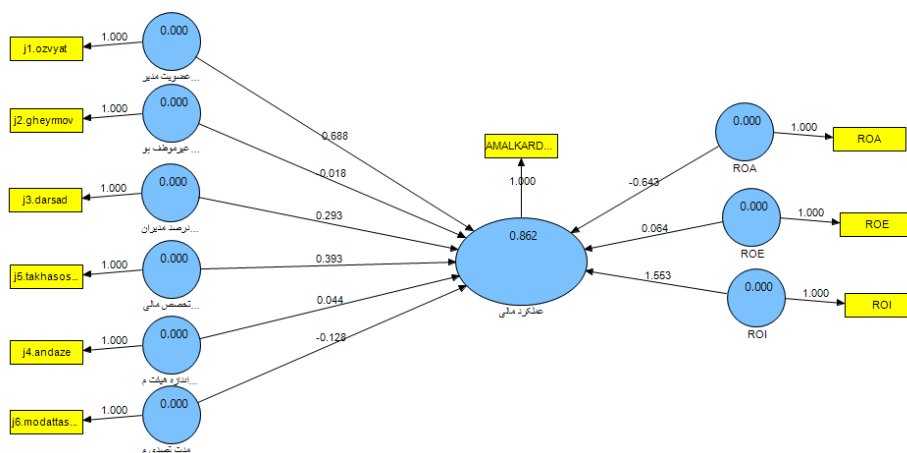 j1.ozvyat
1.000
0.000
عضویت مدیر...
j2.gheyrmov
1.000
0.000
غیرموظف بو...
j3.darsad
1.000
0.000
درصد مدیران...
j5.takhasos...
1.000
0.000
تخصص مالی...
j4.andaze
1.000
0.000
اندازه هیئت م...
j6.modattas...
1.000
0.000
مدت تصدی م...
0.688
-0.018
0.293
0.393
0.044
-0.128
AMALKARD...
1.000
0.862
عملکرد مالی
-0.643
0.064
1.553
0.000
ROA
1.000
ROA
0.000
ROE
1.000
ROE
0.000
ROI
1.000
ROI